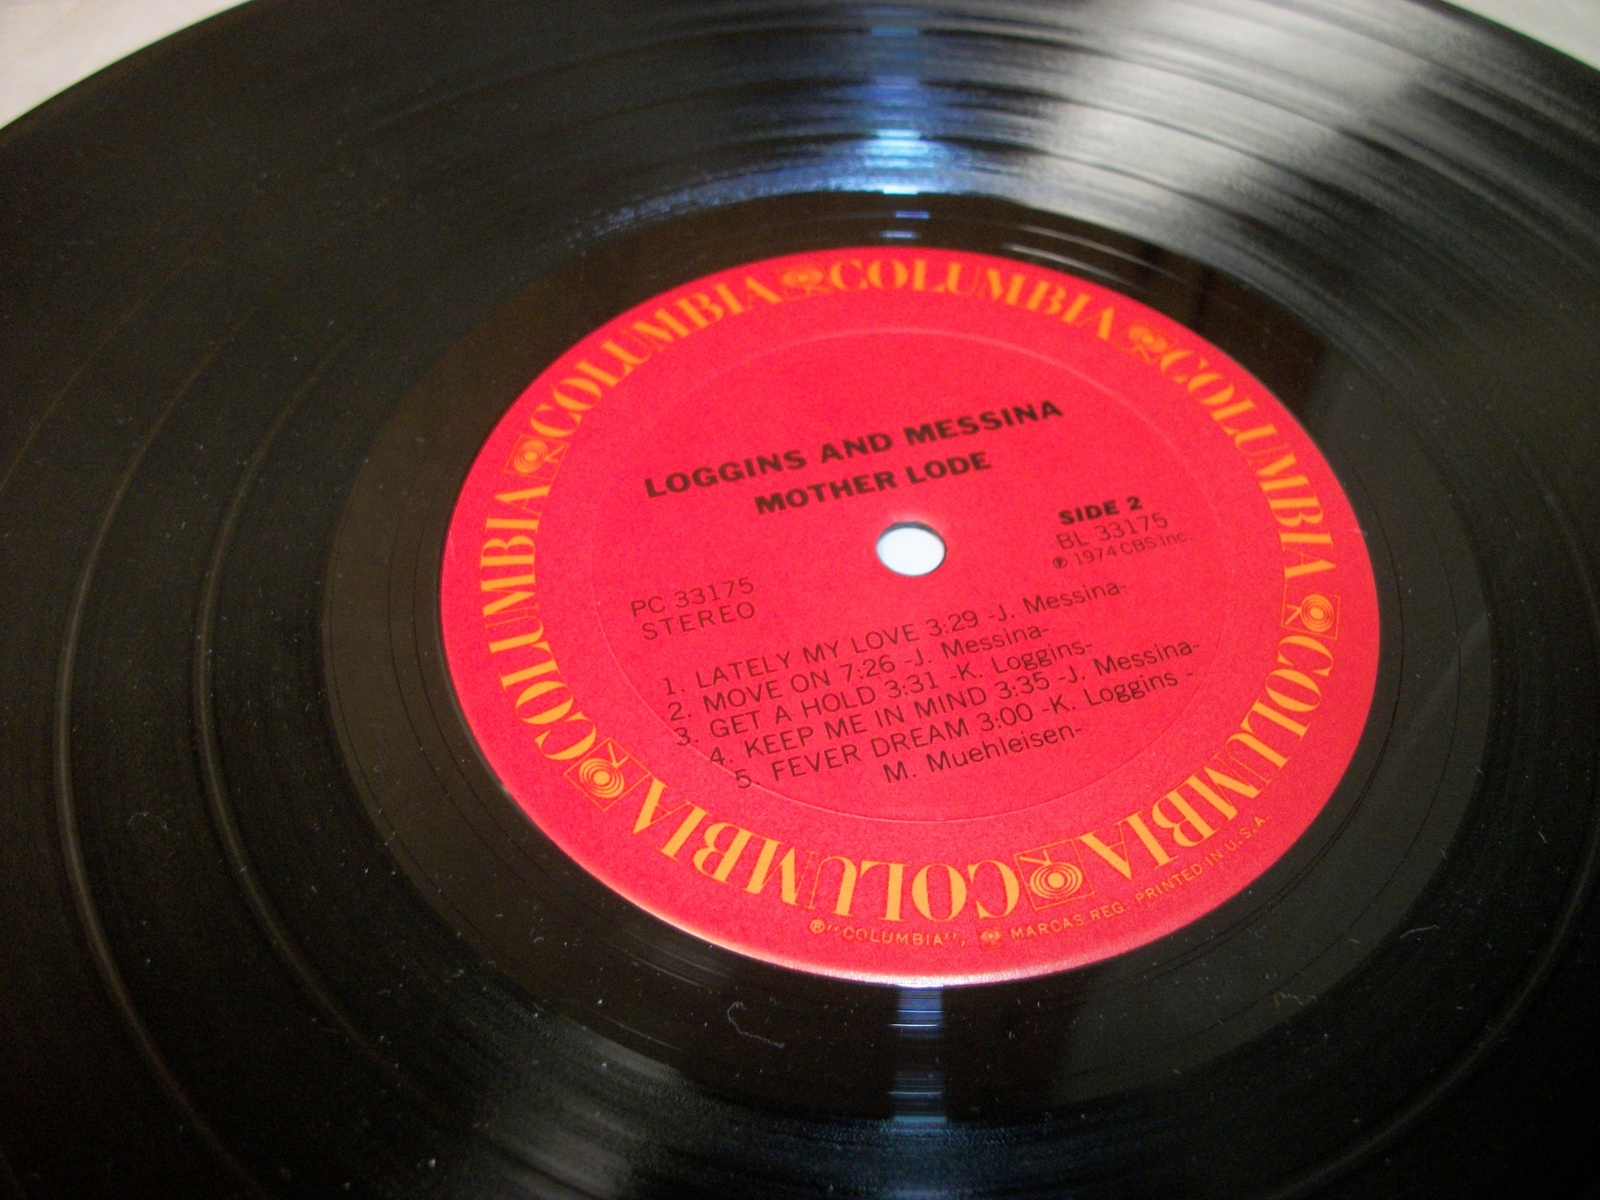 COLUMBIA COLUMBIA COLUMBIA COLUMBIA COLUMBIA COLUMBIA
LOGGINS AND MESSINA
MOTHER LODE
SIDE 2
BL 33175
℗ 1974 CBS Inc.
PC 33175
STEREO
1. LATELY MY LOVE 3:29 -J. Messina-
2. MOVE ON 7:26 -J. Messina-
3. GET A HOLD 3:31 -K. Loggins-
4. KEEP ME IN MIND 3:35 -J. Messina-
5. FEVER DREAM 3:00 -K. Loggins -
M. Muehleisen-
®"COLUMBIA", MARCAS REG. PRINTED IN U.S.A.